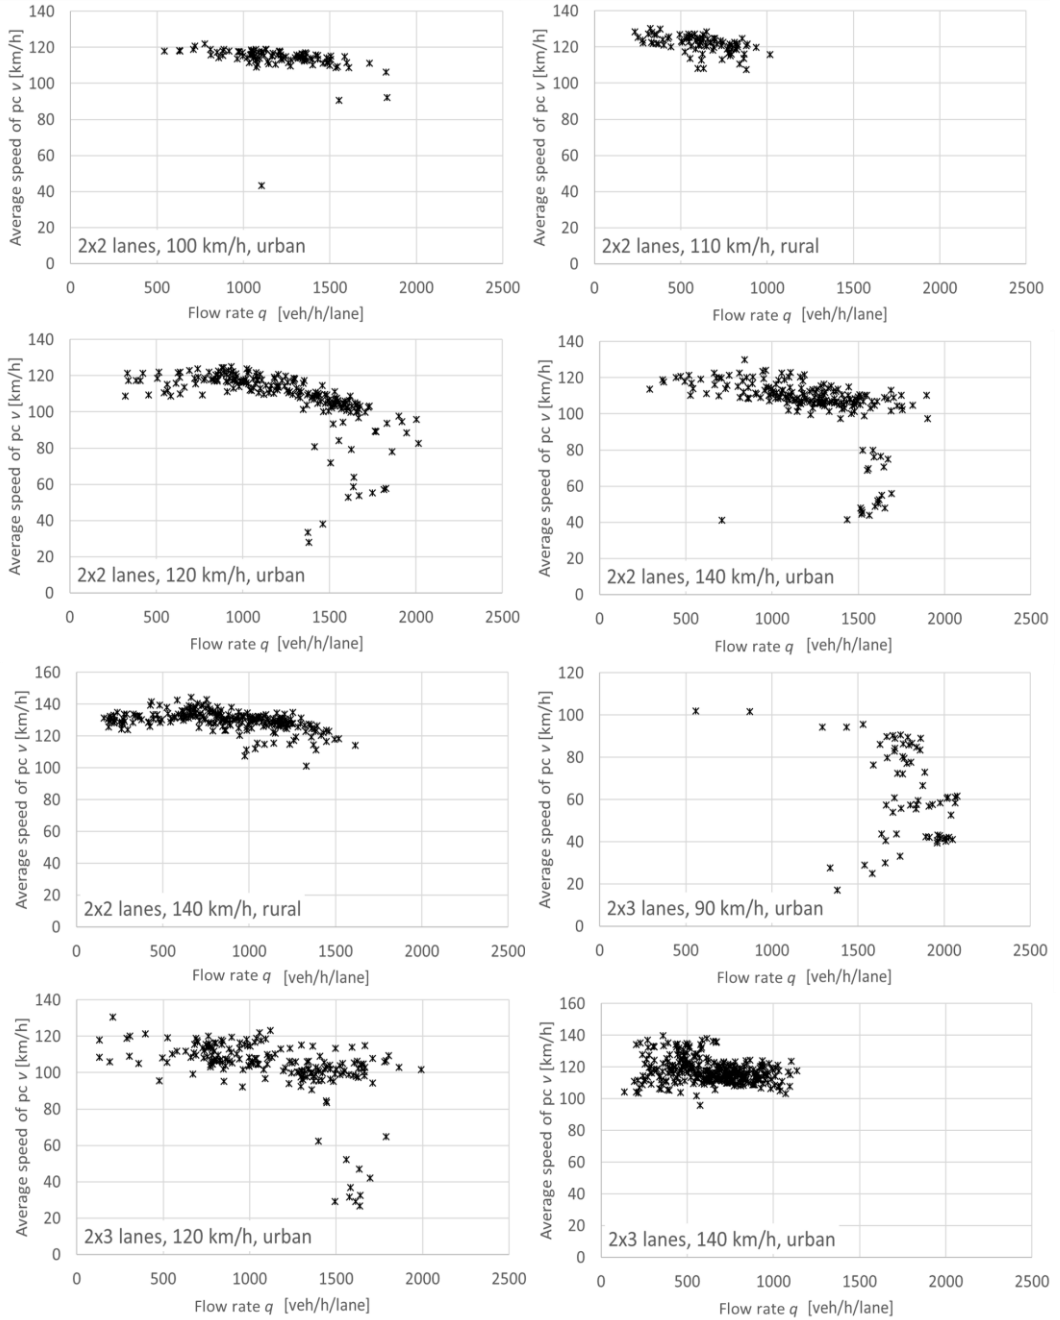 Average speed of pc v [km/h]
140
120
100
80
60
40
20
0
2x2 lanes, 100 km/h, urban
0 500 1000 1500 2000 2500
Flow rate q [veh/h/lane]
Average speed of pc v [km/h]
140
120
100
80
60
40
20
0
2x2 lanes, 110 km/h, rural
0 500 1000 1500 2000 2500
Flow rate q [veh/h/lane]
Average speed of pc v [km/h]
140
120
100
80
60
40
20
0
2x2 lanes, 120 km/h, urban
0 500 1000 1500 2000 2500
Flow rate q [veh/h/lane]
Average speed of pc v [km/h]
140
120
100
80
60
40
20
0
2x2 lanes, 140 km/h, urban
0 500 1000 1500 2000 2500
Flow rate q [veh/h/lane]
Average speed of pc v [km/h]
160
140
120
100
80
60
40
20
0
2x2 lanes, 140 km/h, rural
0 500 1000 1500 2000 2500
Flow rate q [veh/h/lane]
Average speed of pc v [km/h]
120
100
80
60
40
20
0
2x3 lanes, 90 km/h, urban
0 500 1000 1500 2000 2500
Flow rate q [veh/h/lane]
Average speed of pc v [km/h]
140
120
100
80
60
40
20
0
2x3 lanes, 120 km/h, urban
0 500 1000 1500 2000 2500
Flow rate q [veh/h/lane]
Average speed of pc v [km/h]
160
140
120
100
80
60
40
20
0
2x3 lanes, 140 km/h, urban
0 500 1000 1500 2000 2500
Flow rate q [veh/h/lane]